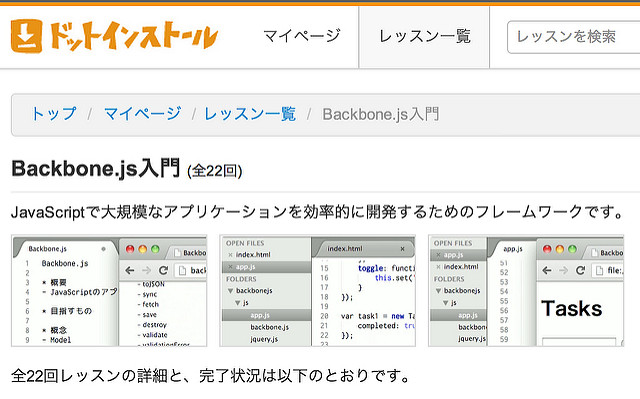 ドットインストール マイページ レッスン一覧 レッスンを検索
トップ / マイページ / レッスン一覧 / Backbone.js入門
Backbone.js入門 (全22回)
JavaScriptで大規模なアプリケーションを効率的に開発するためのフレームワークです。
Backbone.js
1 Backbone.js
2
3 * 概要
4 - JavaScriptのアプ
5
6 * 目指すもの
7
8 * 概念
9 - Model
Backbo
bac
- toJSON
- sync
- fetch
- save
- destroy
- validate
- validationError
OPEN FILES
× index.html
× app.js
FOLDERS
▼ backbonejs
▼ js
app.js
backbone.js
jquery.js
index.html ×
15 toggle: functi
16 this.set('
17 }
18 });
19
20 var task1 = new Ta
21 completed: tru
22 });
OPEN FILES
× app.js
× index.html
FOLDERS
▼ backbonejs
▼ js
app.js
backbone.js
jquery.js
app.js
51
52
53
54
55
56
57
58
59
Backbo
file:
Tasks
全22回レッスンの詳細と、完了状況は以下のとおりです。